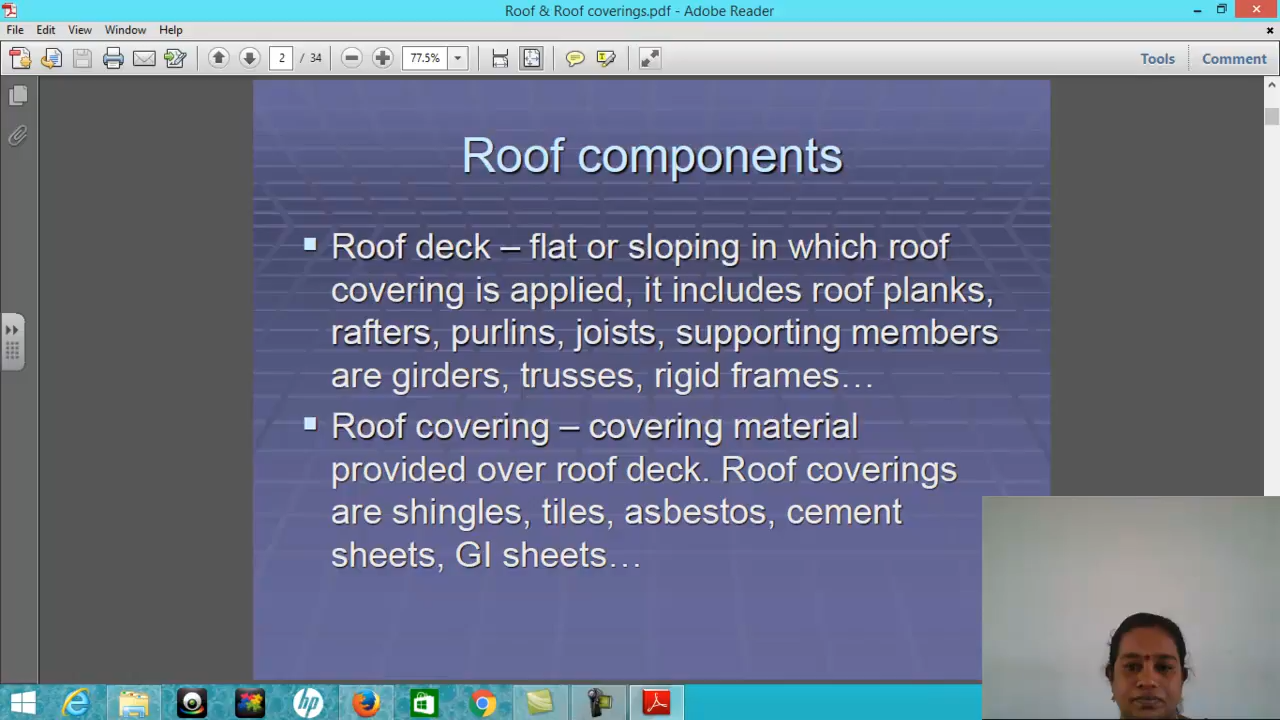 Roof & Roof coverings.pdf - Adobe Reader
File Edit View Window Help
2 / 34 77.5% Tools Comment
Roof components
Roof deck – flat or sloping in which roof
covering is applied, it includes roof planks,
rafters, purlins, joists, supporting members
are girders, trusses, rigid frames…
Roof covering – covering material
provided over roof deck. Roof coverings
are shingles, tiles, asbestos, cement
sheets, GI sheets…
hp